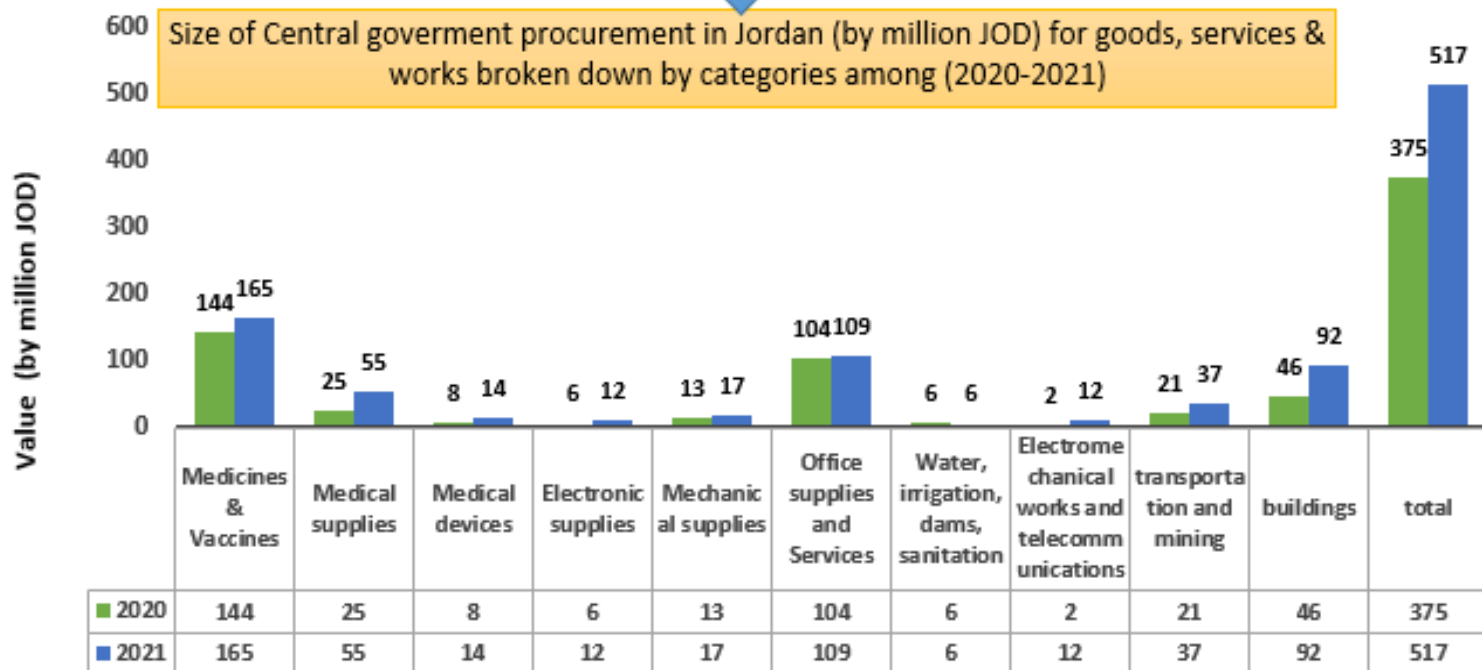 Size of Central goverment procurement in Jordan (by million JOD) for goods, services &
works broken down by categories among (2020-2021)
Value (by million JOD)
600
500
400
300
200
100
0
144 165
25 55
8 14
6 12
13 17
104 109
6 6
2 12
21 37
46 92
375 517
Medicines
&
Vaccines
Medical
supplies
Medical
devices
Electronic
supplies
Mechanic
al supplies
Office
supplies
and
Services
Water,
irrigation,
dams,
sanitation
Electrome
chanical
works and
telecomm
unications
transporta
tion and
mining
buildings
total
2020 144 25 8 6 13 104 6 2 21 46 375
2021 165 55 14 12 17 109 6 12 37 92 517